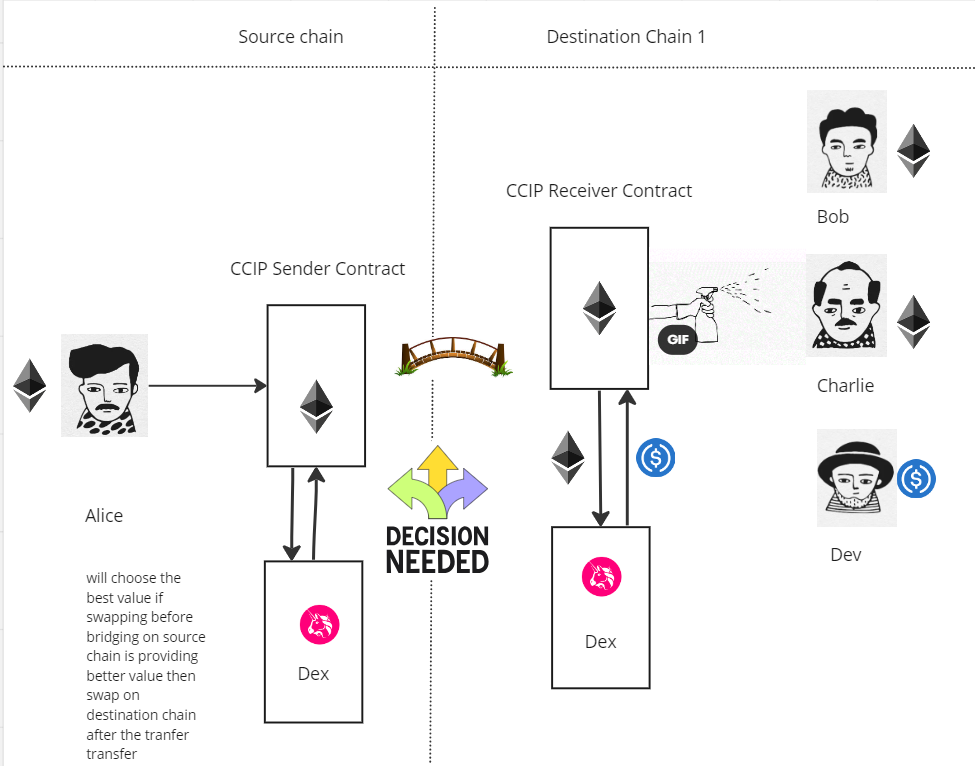 Source chain
Destination Chain 1
CCIP Receiver Contract
Bob
CCIP Sender Contract
GIF
Charlie
Alice
DECISION
NEEDED
Dev
will choose the
best value if
swapping before
bridging on source
chain is providing
better value then
swap on
destination chain
after the tranfer
transfer
Dex
Dex